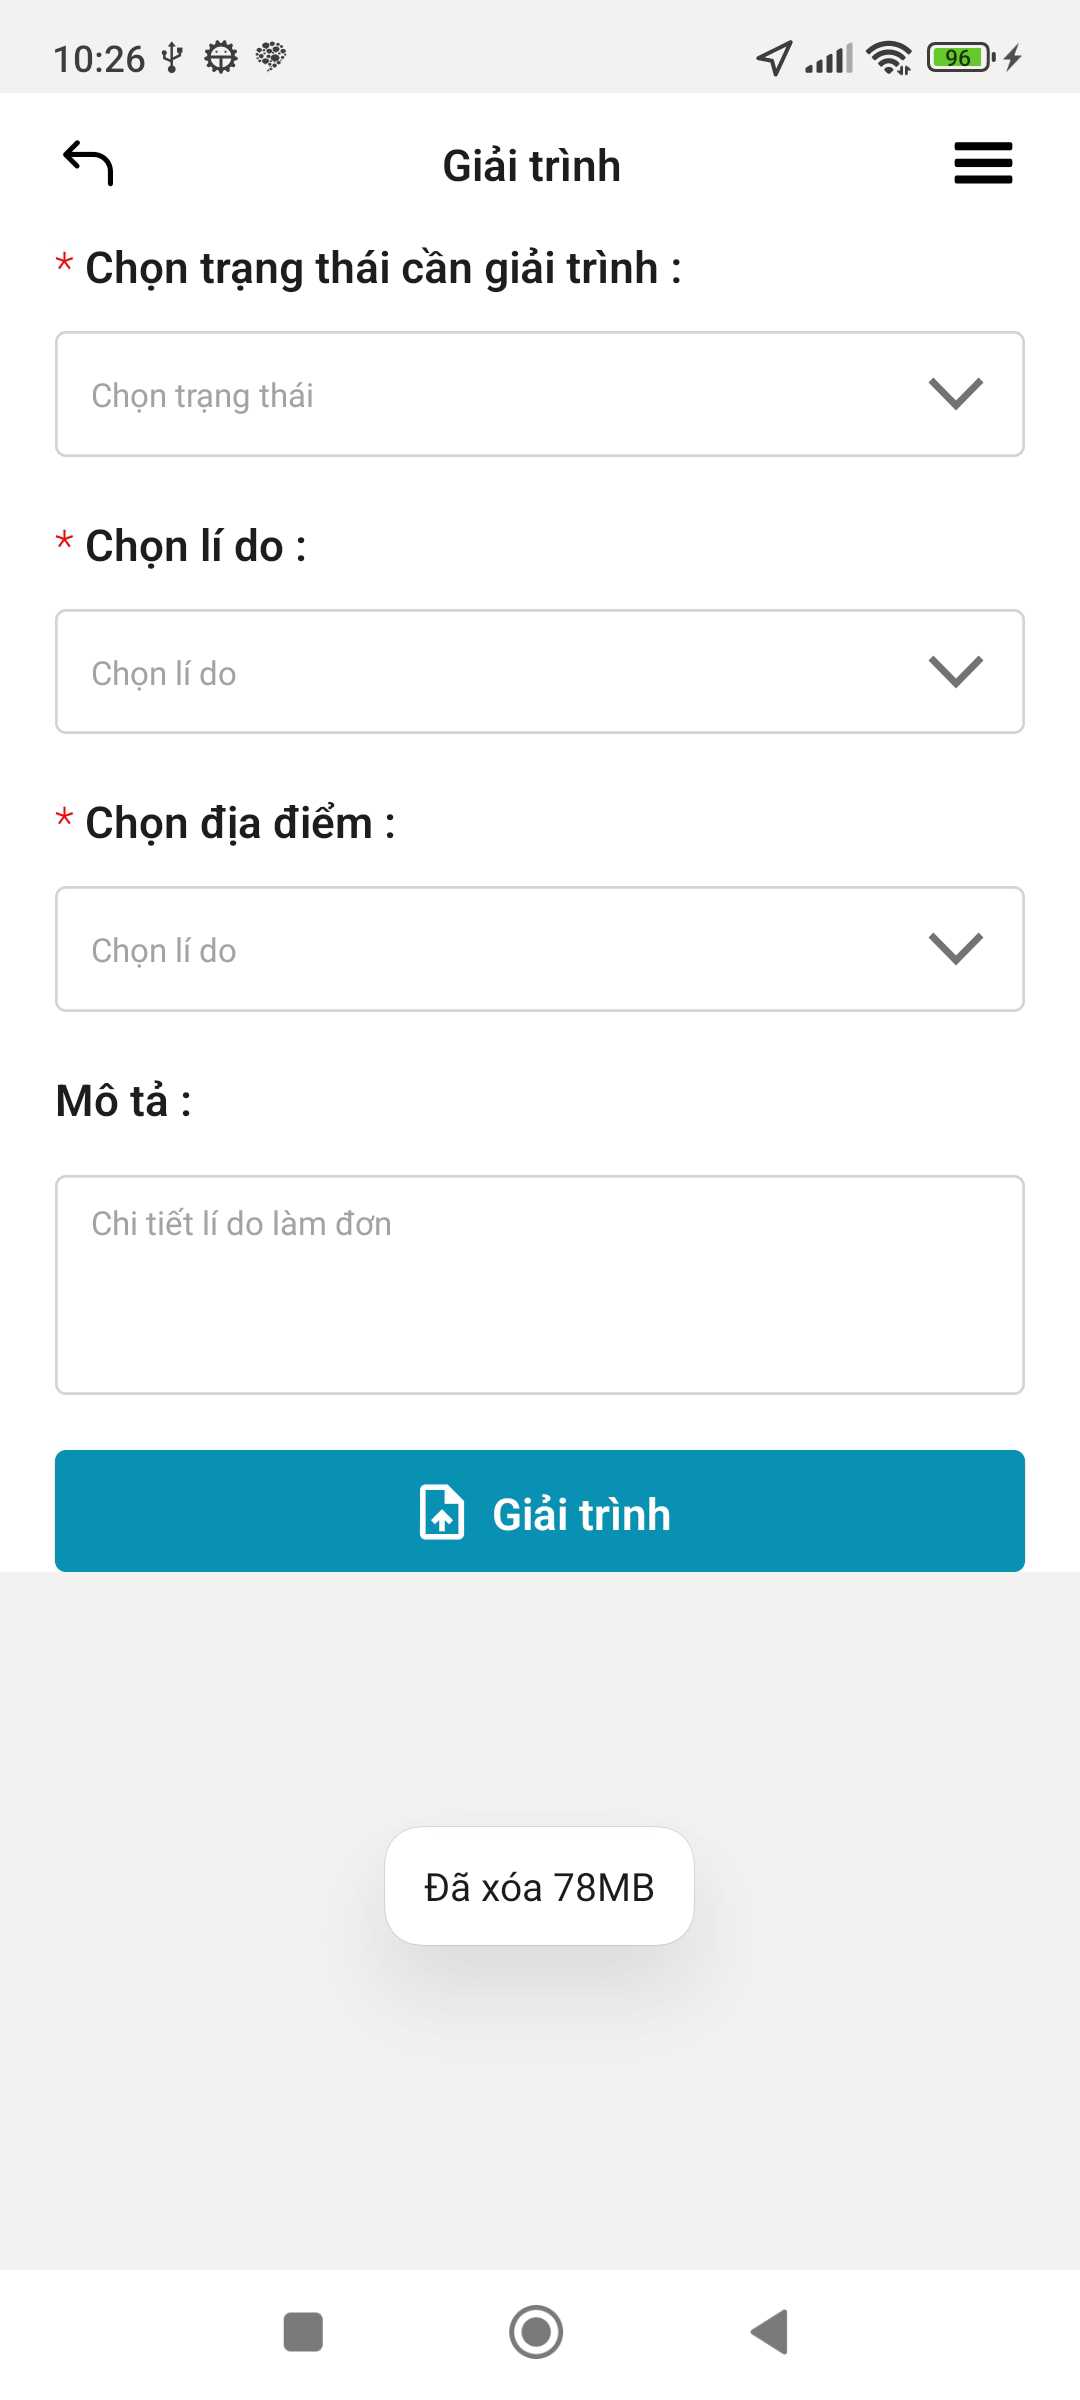 10:26
96
Giải trình
* Chọn trạng thái cần giải trình :
Chọn trạng thái
* Chọn lí do :
Chọn lí do
* Chọn địa điểm :
Chọn lí do
Mô tả :
Chi tiết lí do làm đơn
Giải trình
Đã xóa 78MB